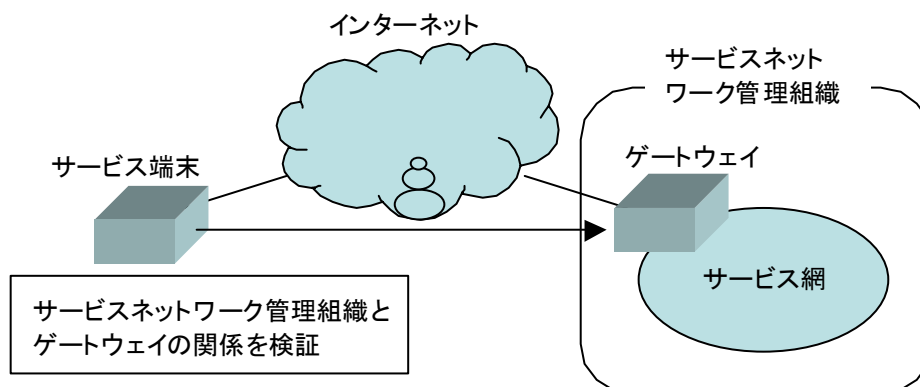 インターネット
サービスネット
ワーク管理組織
サービス端末
ゲートウェイ
サービス網
サービスネットワーク管理組織と
ゲートウェイの関係を検証